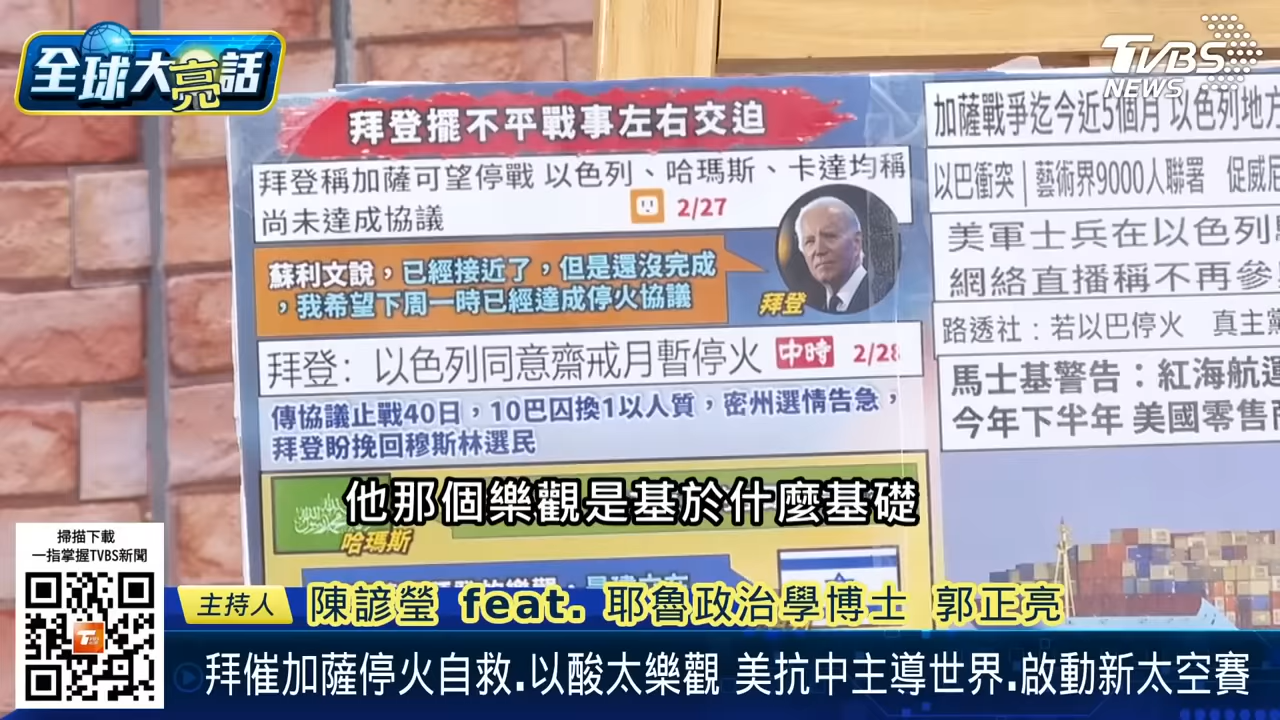 全球大亮話
TVBS
NEWS
拜登擺不平戰事左右交迫
拜登稱加薩可望停戰 以色列、哈瑪斯、卡達均稱
尚未達成協議
2/27
蘇利文說，已經接近了，但是還沒完成
，我希望下周一時已經達成停火協議
拜登
拜登：以色列同意齋戒月暫停火 中時 2/28
傳協議止戰40日，10巴囚換1以人質，密州選情告急，
拜登盼挽回穆斯林選民
哈瑪斯
加薩戰爭迄今近5個月 以色列地方
以巴衝突｜藝術界9000人聯署 促威尼
美軍士兵在以色列
網絡直播稱不再參
路透社：若以巴停火 真主黨
馬士基警告：紅海航運
今年下半年 美國零售商
他那個樂觀是基於什麼基礎
掃描下載
一指掌握TVBS新聞
主持人 陳諺瑩 feat. 耶魯政治學博士 郭正亮
拜催加薩停火自救.以酸太樂觀 美抗中主導世界.啟動新太空賽